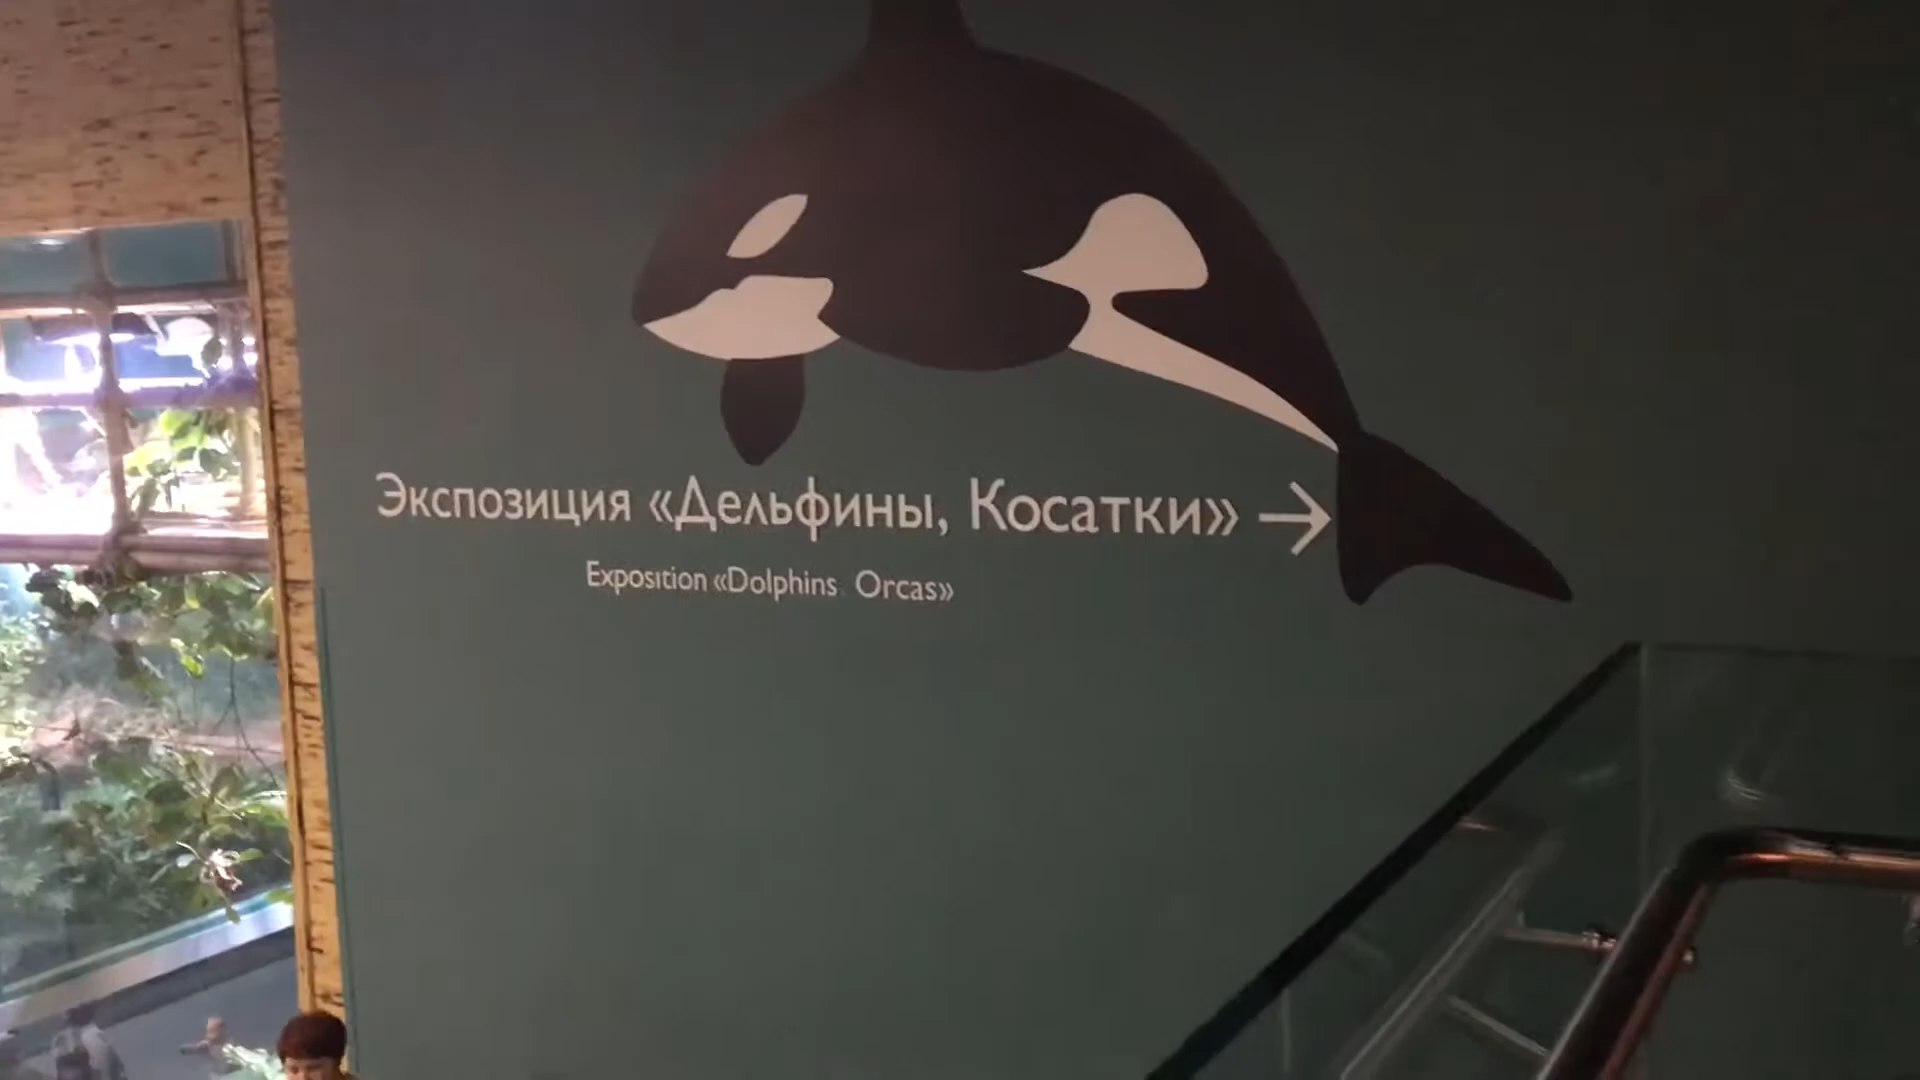 Экспозиция «Дельфины, Косатки» →
Exposition «Dolphins, Orcas»